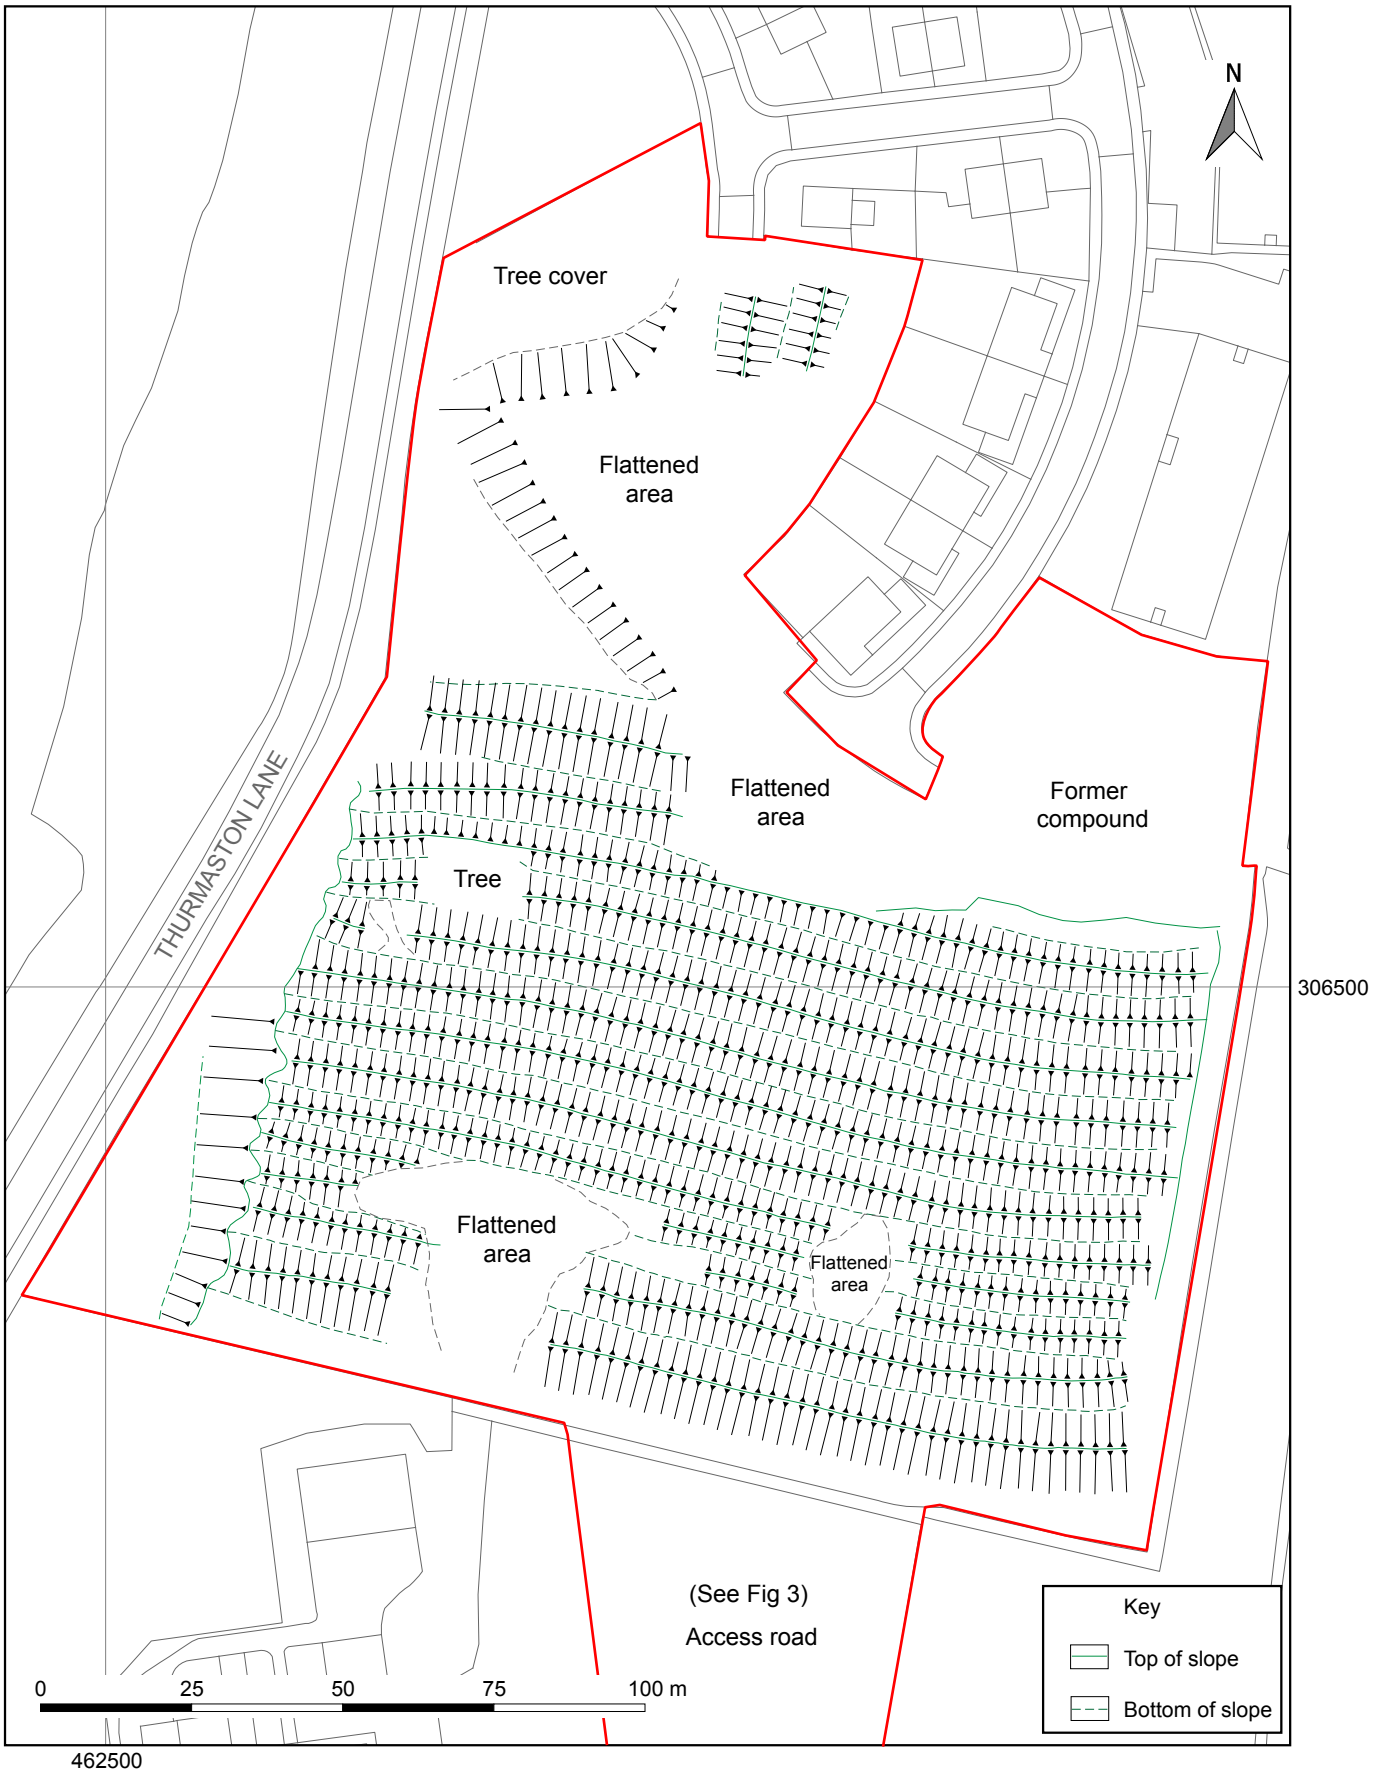 N
Tree cover
Flattened
area
Flattened
area
Former
compound
THURMASTON LANE
Tree
306500
Flattened
area
Flattened
area
(See Fig 3)
Access road
Key
Top of slope
Bottom of slope
0 25 50 75 100 m
462500